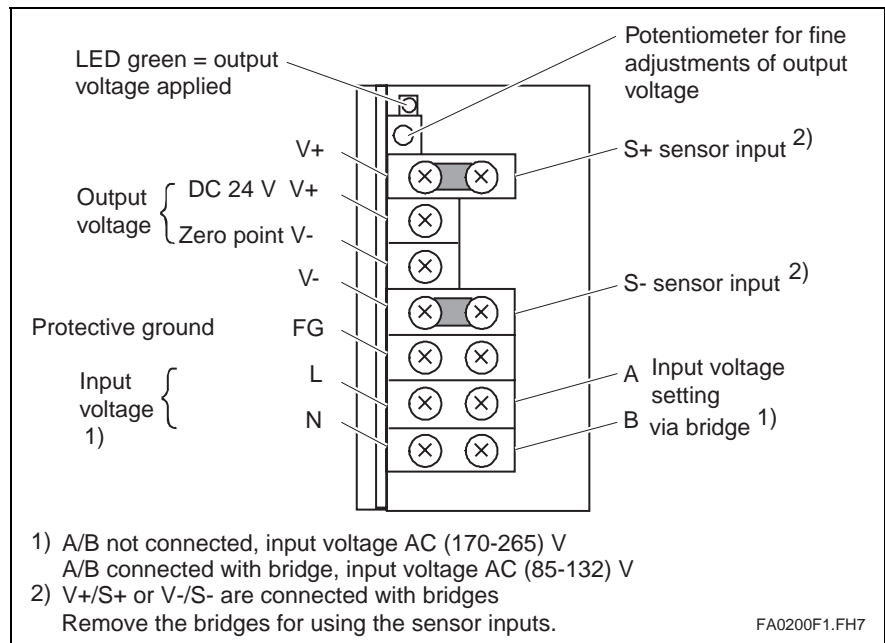 LED green = output
voltage applied
Potentiometer for fine
adjustments of output
voltage
V+
S+ sensor input 2)
Output
voltage
DC 24 V V+
Zero point V-
V-
S- sensor input 2)
Protective ground
FG
Input
voltage
1)
L
N
A
B
Input voltage
setting
via bridge 1)
1) A/B not connected, input voltage AC (170-265) V
A/B connected with bridge, input voltage AC (85-132) V
2) V+/S+ or V-/S- are connected with bridges
Remove the bridges for using the sensor inputs.
FA0200F1.FH7